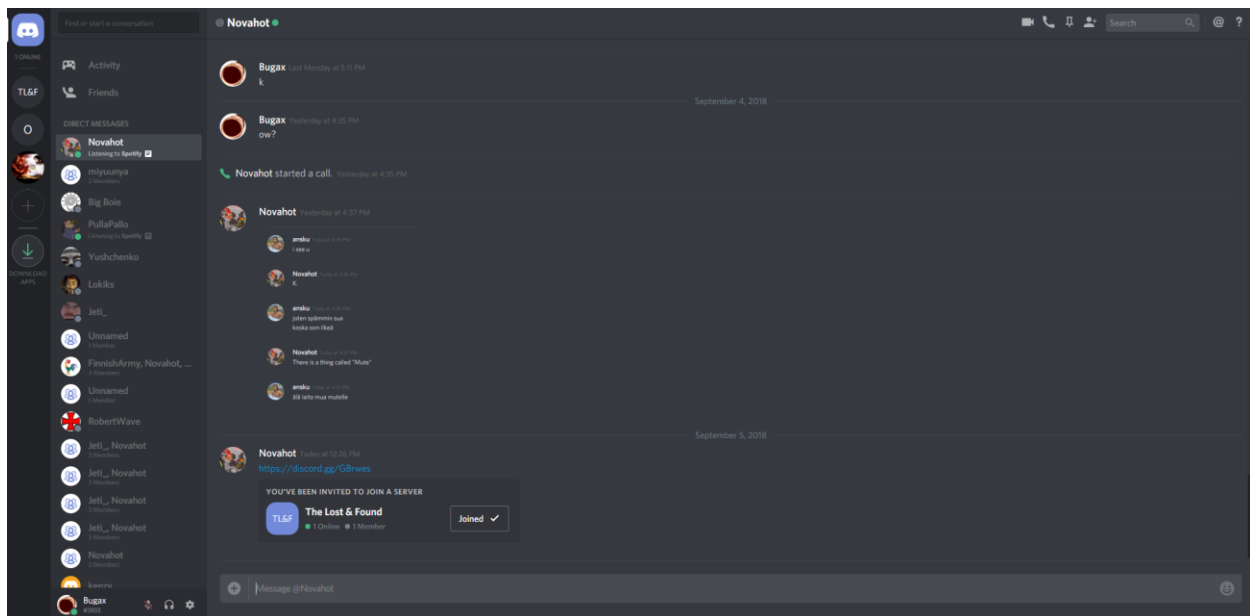 1 ONLINE
TL&F
O
DOWNLOAD
APPS
Find or start a conversation
Activity
Friends
DIRECT MESSAGES
Novahot
Listening to Spotify
miyuunya
2 Members
Big Boie
PullaPallo
Listening to Spotify
Yushchenko
Lokiks
Jeti_
Unnamed
1 Member
FinnishArmy, Novahot, ...
4 Members
Unnamed
1 Member
RobertWave
Jeti_, Novahot
3 Members
Jeti_, Novahot
3 Members
Jeti_, Novahot
3 Members
Jeti_, Novahot
3 Members
Novahot
2 Members
Bugax
#3103
@ Novahot
Search
@ ?
Bugax Last Monday at 5:11 PM
k
September 4, 2018
Bugax Yesterday at 4:35 PM
ow?
Novahot started a call. Yesterday at 4:35 PM
Novahot Yesterday at 4:37 PM
ansku
i see u
Novahot
K.
ansku
joten spämmin sua
koska oon ilkeä
Novahot
There is a thing called "Mute"
ansku
älä laita mua mutelle
September 5, 2018
Novahot Today at 12:26 PM
https://discord.gg/GBrwes
YOU'VE BEEN INVITED TO JOIN A SERVER
TL&F
The Lost & Found
1 Online 1 Member
Joined
Message @Novahot